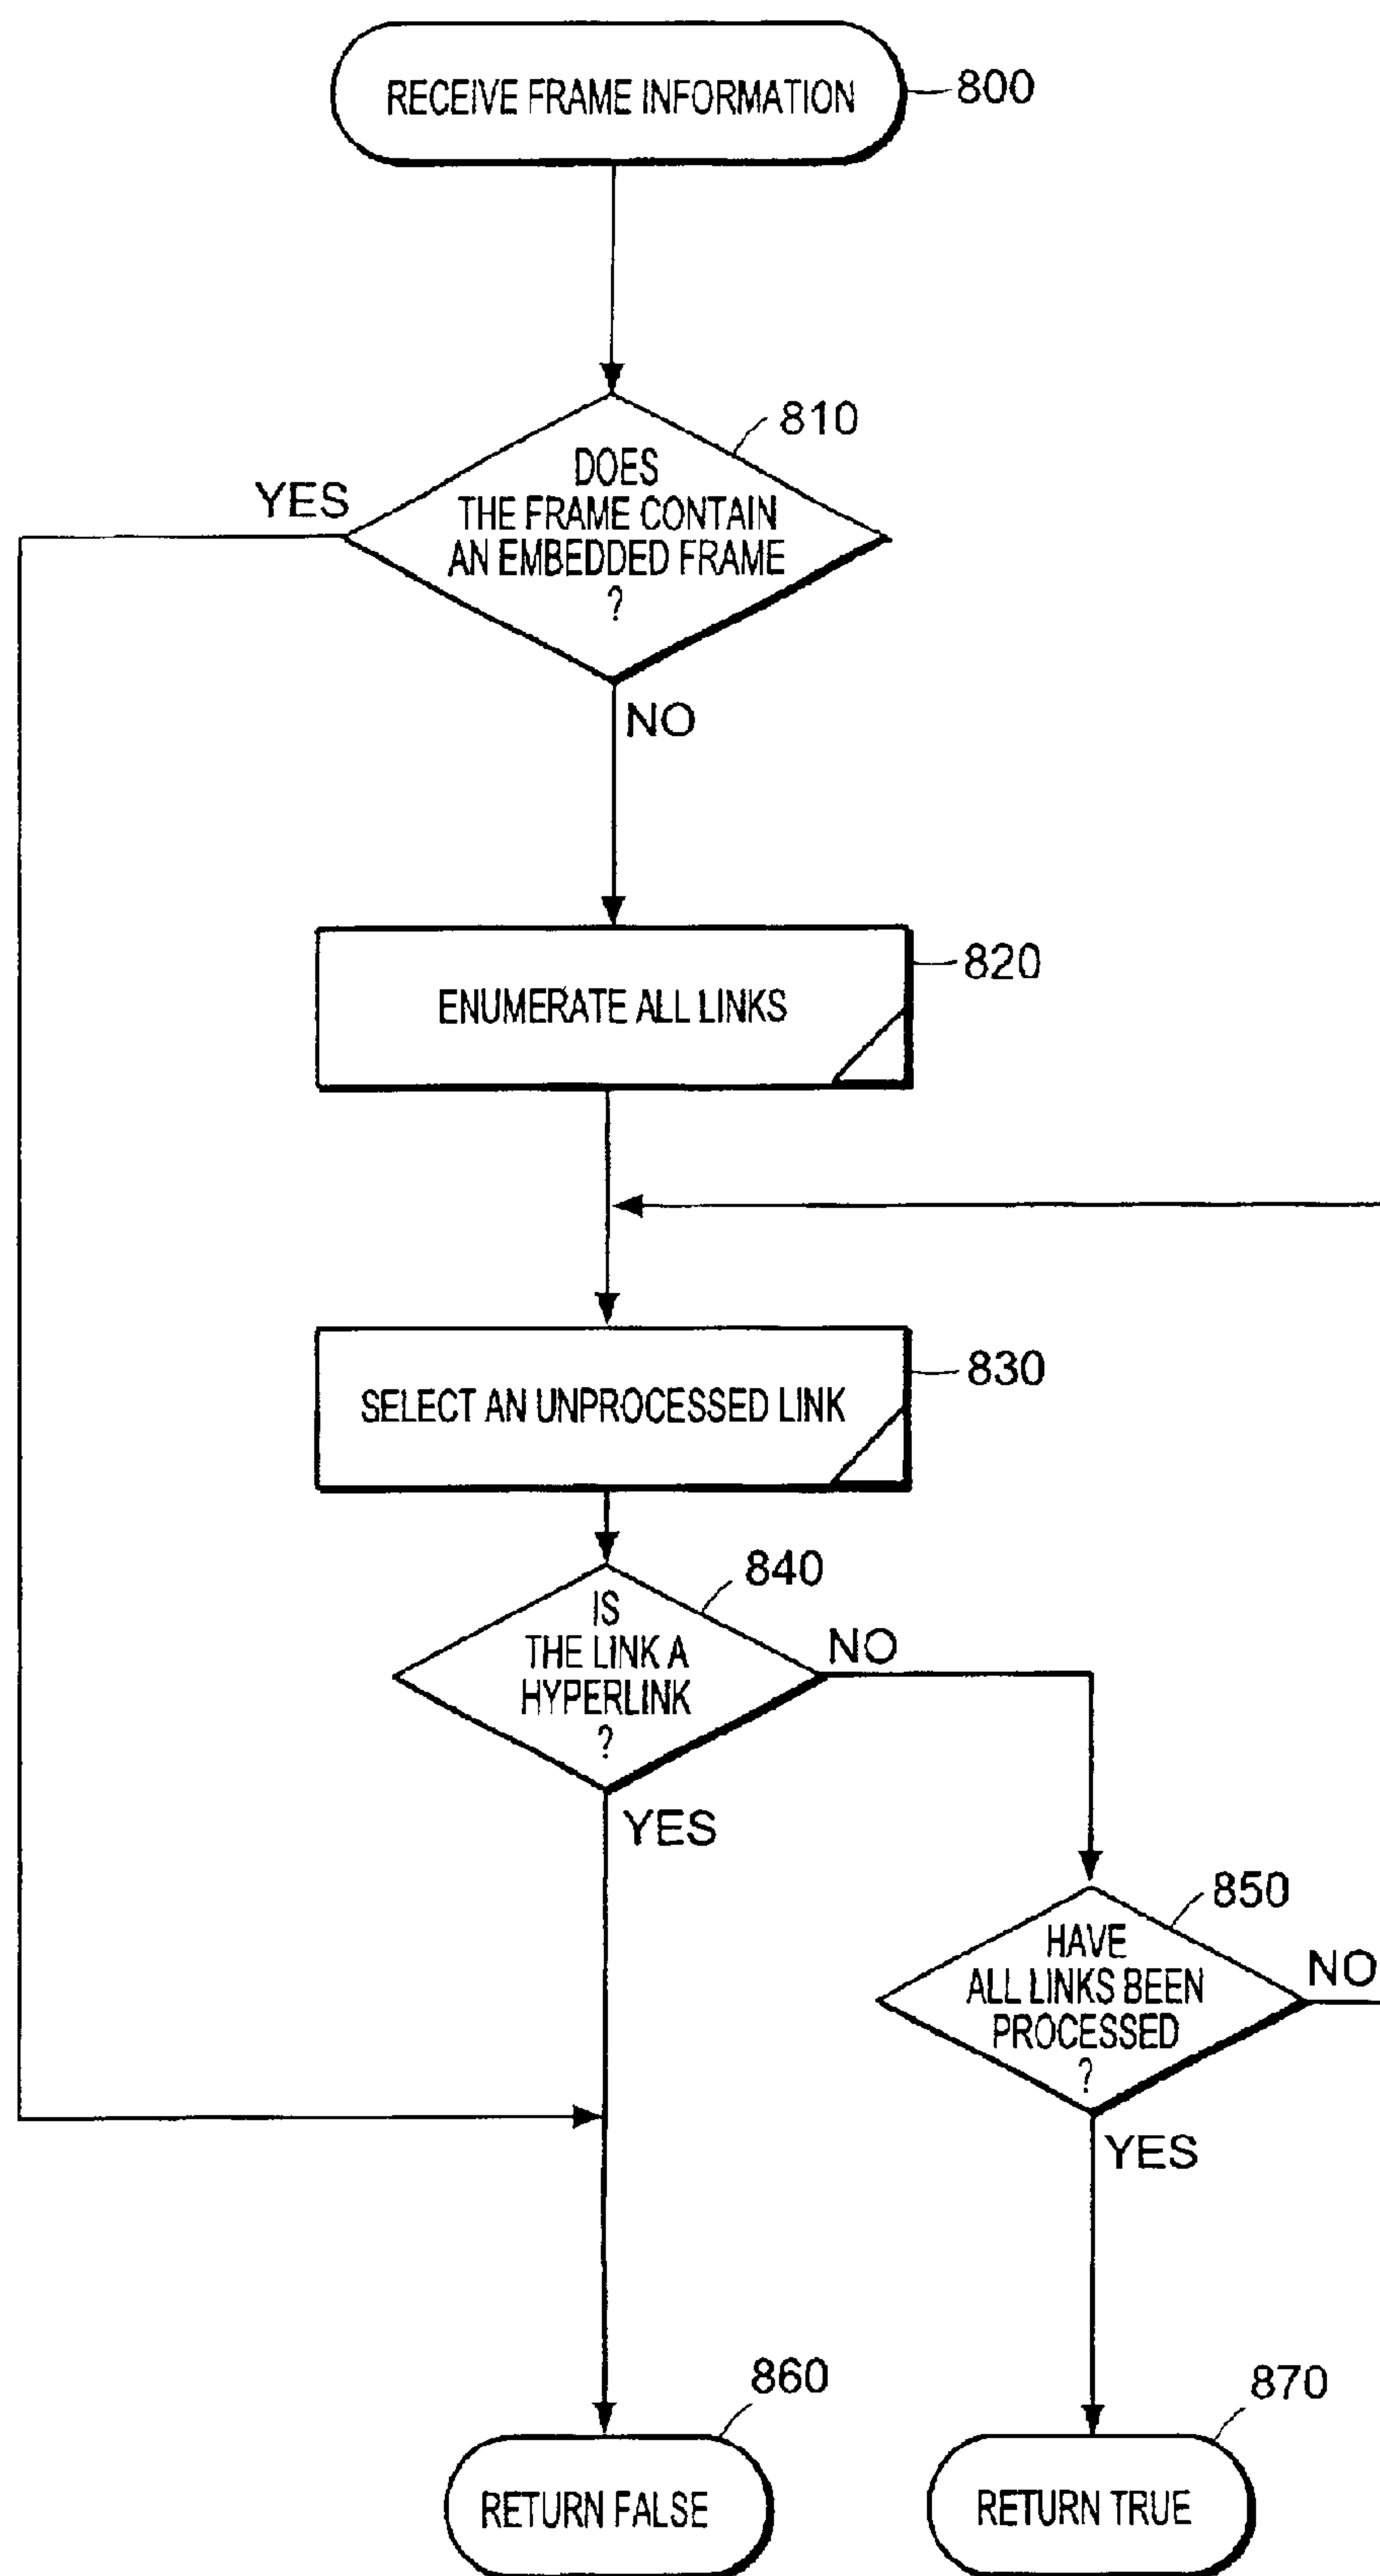 RECEIVE FRAME INFORMATION
800
810
DOES
THE FRAME CONTAIN
AN EMBEDDED FRAME
?
YES
NO
820
ENUMERATE ALL LINKS
830
SELECT AN UNPROCESSED LINK
840
IS
THE LINK A
HYPERLINK
?
NO
YES
850
HAVE
ALL LINKS BEEN
PROCESSED
?
NO
YES
860
RETURN FALSE
870
RETURN TRUE